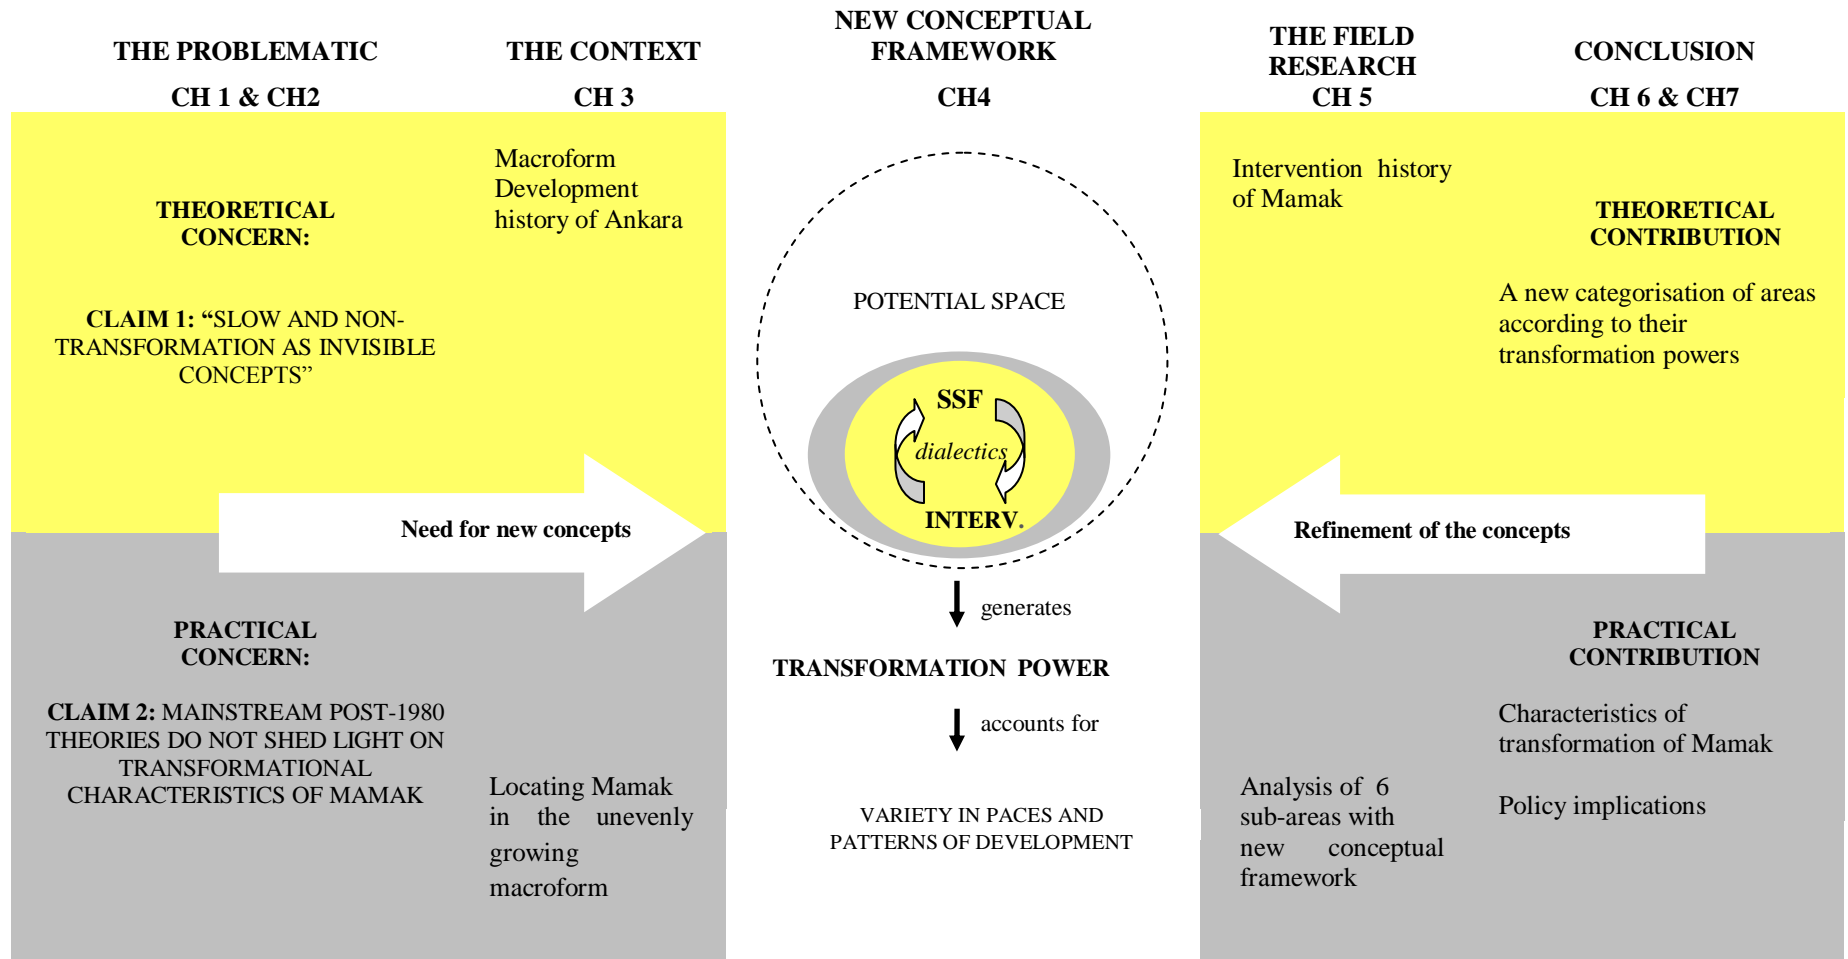 THE PROBLEMATIC
CH 1 & CH2
THE CONTEXT
CH 3
NEW CONCEPTUAL
FRAMEWORK
CH4
THE FIELD
RESEARCH
CH 5
CONCLUSION
CH 6 & CH7
THEORETICAL
CONCERN:
CLAIM 1: “SLOW AND NON-
TRANSFORMATION AS INVISIBLE
CONCEPTS”
Macroform
Development
history of Ankara
Need for new concepts
PRACTICAL
CONCERN:
CLAIM 2: MAINSTREAM POST-1980
THEORIES DO NOT SHED LIGHT ON
TRANSFORMATIONAL
CHARACTERISTICS OF MAMAK
Locating Mamak
in the unevenly
growing
macroform
POTENTIAL SPACE
SSF
dialectics
INTERV.
generates
TRANSFORMATION POWER
accounts for
VARIETY IN PACES AND
PATTERNS OF DEVELOPMENT
Intervention history
of Mamak
THEORETICAL
CONTRIBUTION
A new categorisation of areas
according to their
transformation powers
Refinement of the concepts
Analysis of 6
sub-areas with
new conceptual
framework
PRACTICAL
CONTRIBUTION
Characteristics of
transformation of Mamak
Policy implications